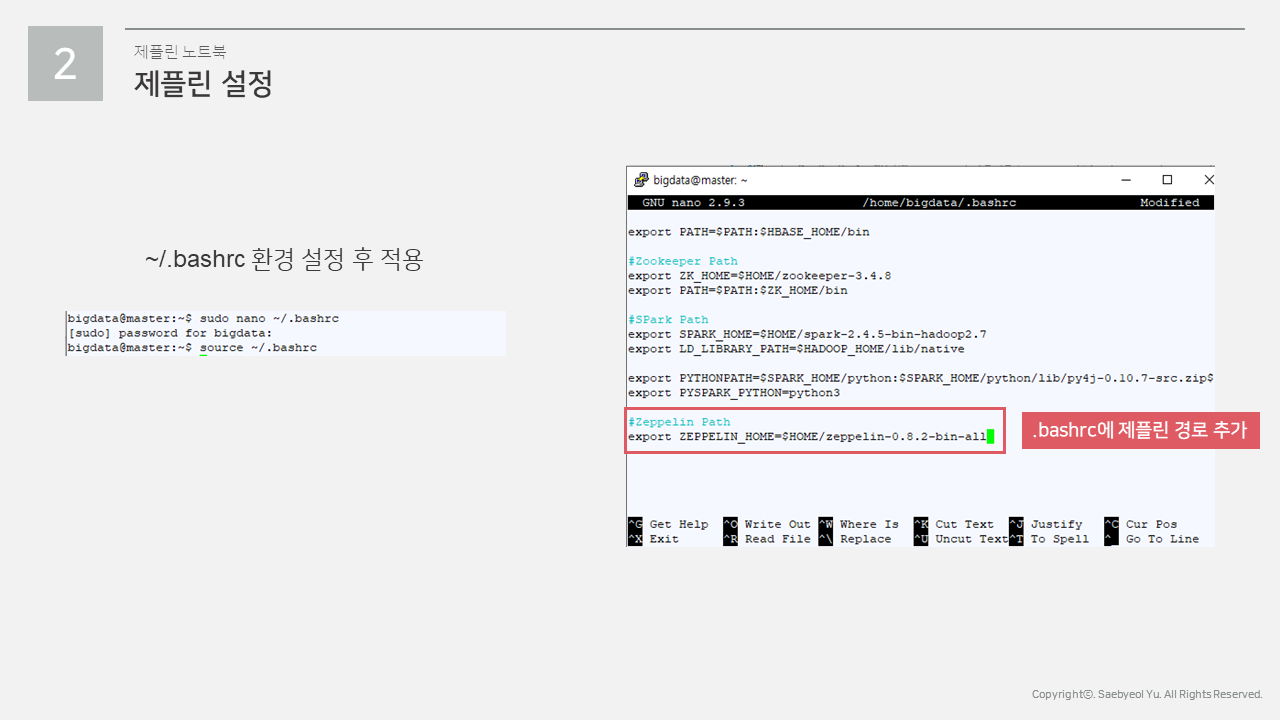 2
제플린 노트북
제플린 설정
~/.bashrc 환경 설정 후 적용
bigdata@master:~$ sudo nano ~/.bashrc
[sudo] password for bigdata:
bigdata@master:~$ source ~/.bashrc
bigdata@master: ~
GNU nano 2.9.3 /home/bigdata/.bashrc Modified
export PATH=$PATH:$HBASE_HOME/bin
#Zookeeper Path
export ZK_HOME=$HOME/zookeeper-3.4.8
export PATH=$PATH:$ZK_HOME/bin
#SPark Path
export SPARK_HOME=$HOME/spark-2.4.5-bin-hadoop2.7
export LD_LIBRARY_PATH=$HADOOP_HOME/lib/native
export PYTHONPATH=$SPARK_HOME/python:$SPARK_HOME/python/lib/py4j-0.10.7-src.zip$
export PYSPARK_PYTHON=python3
#Zeppelin Path
export ZEPPELIN_HOME=$HOME/zeppelin-0.8.2-bin-all
.bashrc에 제플린 경로 추가
^G Get Help ^O Write Out ^W Where Is ^K Cut Text ^J Justify ^C Cur Pos
^X Exit ^R Read File ^\ Replace ^U Uncut Text ^T To Spell ^_ Go To Line
Copyrightⓒ. Saebyeol Yu. All Rights Reserved.